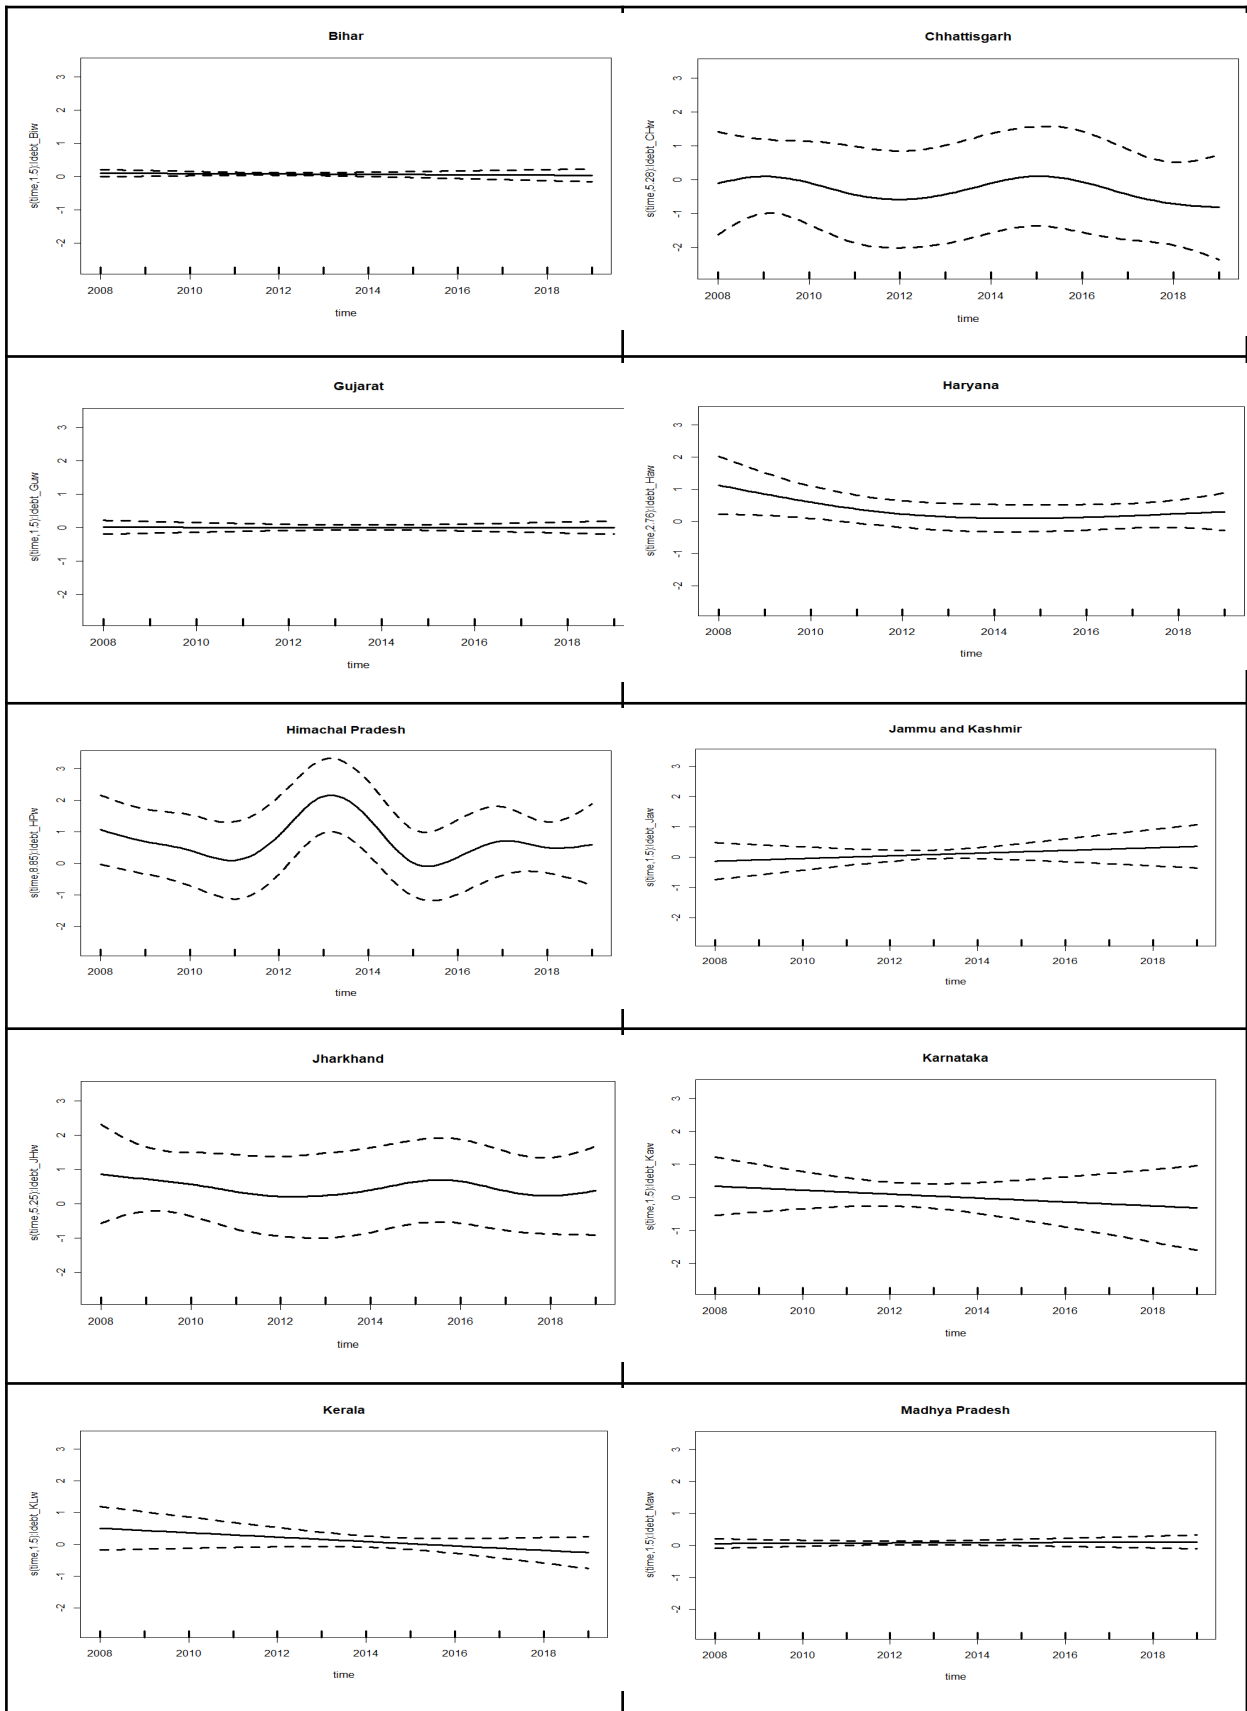 Bihar
s(time,1.5):ldebt_BIw
3
2
1
0
-1
-2
2008 2010 2012 2014 2016 2018
time
Chhattisgarh
s(time,5.28):ldebt_CHw
3
2
1
0
-1
-2
2008 2010 2012 2014 2016 2018
time
Gujarat
s(time,1.5):ldebt_Guw
3
2
1
0
-1
-2
2008 2010 2012 2014 2016 2018
time
Haryana
s(time,2.76):ldebt_Haw
3
2
1
0
-1
-2
2008 2010 2012 2014 2016 2018
time
Himachal Pradesh
s(time,8.85):ldebt_HPw
3
2
1
0
-1
-2
2008 2010 2012 2014 2016 2018
time
Jammu and Kashmir
s(time,1.5):ldebt_Jaw
3
2
1
0
-1
-2
2008 2010 2012 2014 2016 2018
time
Jharkhand
s(time,5.25):ldebt_JHw
3
2
1
0
-1
-2
2008 2010 2012 2014 2016 2018
time
Karnataka
s(time,1.5):ldebt_Kaw
3
2
1
0
-1
-2
2008 2010 2012 2014 2016 2018
time
Kerala
s(time,1.5):ldebt_KLw
3
2
1
0
-1
-2
2008 2010 2012 2014 2016 2018
time
Madhya Pradesh
s(time,1.5):ldebt_Maw
3
2
1
0
-1
-2
2008 2010 2012 2014 2016 2018
time